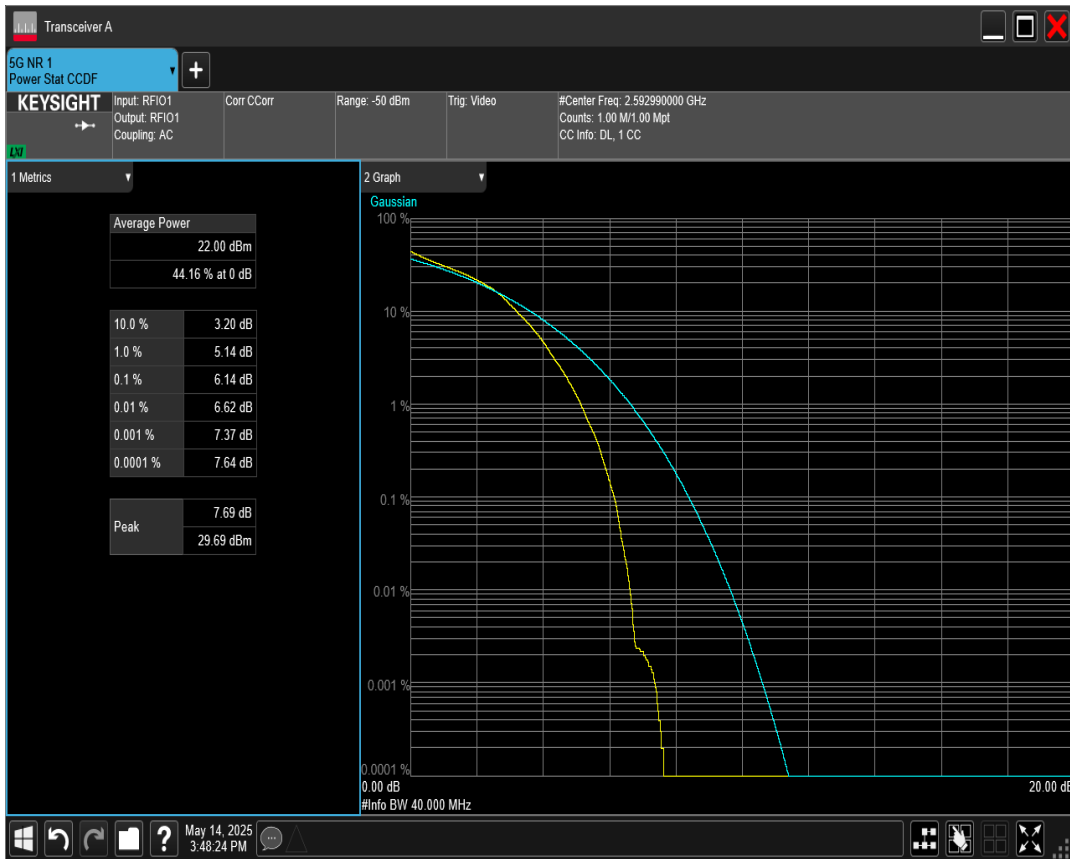 Transceiver A
5G NR 1
Power Stat CCDF
KEYSIGHT
LXI
Input: RFIO1
Output: RFIO1
Coupling: AC
Corr CCorr
Range: -50 dBm
Trig: Video
#Center Freq: 2.592990000 GHz
Counts: 1.00 M/1.00 Mpt
CC Info: DL, 1 CC
1 Metrics
Average Power
22.00 dBm
44.16 % at 0 dB
10.0 % 3.20 dB
1.0 % 5.14 dB
0.1 % 6.14 dB
0.01 % 6.62 dB
0.001 % 7.37 dB
0.0001 % 7.64 dB
Peak
7.69 dB
29.69 dBm
2 Graph
Gaussian
100 %
10 %
1 %
0.1 %
0.01 %
0.001 %
0.0001 %
0.00 dB 20.00 dB
#Info BW 40.000 MHz
?
May 14, 2025
3:48:24 PM